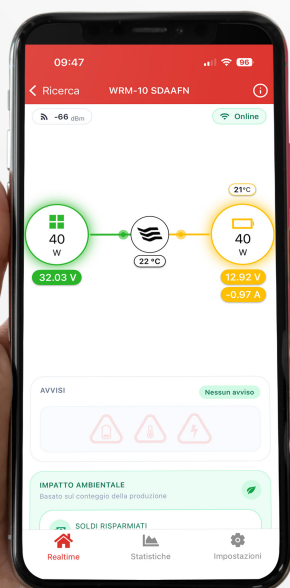 09:47
96
Ricerca
WRM-10 SDAAFN
-66 dBm
Online
21°C
40
W
40
W
22 °C
32.03 V
12.92 V
-0.97 A
AVVISI
Nessun avviso
IMPATTO AMBIENTALE
Basato sul conteggio della produzione
SOLDI RISPARMIATI
Realtime
Statistiche
Impostazioni